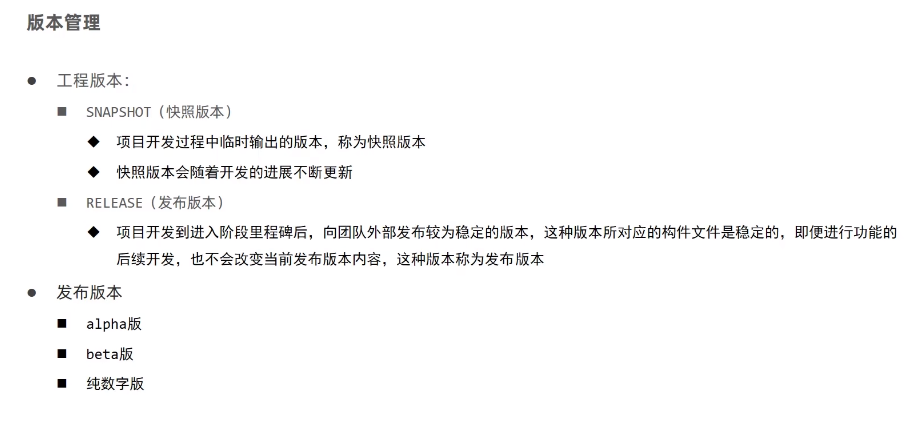 版本管理
工程版本：
SNAPSHOT（快照版本）
项目开发过程中临时输出的版本，称为快照版本
快照版本会随着开发的进展不断更新
RELEASE（发布版本）
项目开发到进入阶段里程碑后，向团队外部发布较为稳定的版本，这种版本所对应的构件文件是稳定的，即便进行功能的
后续开发，也不会改变当前发布版本内容，这种版本称为发布版本
发布版本
alpha版
beta版
纯数字版